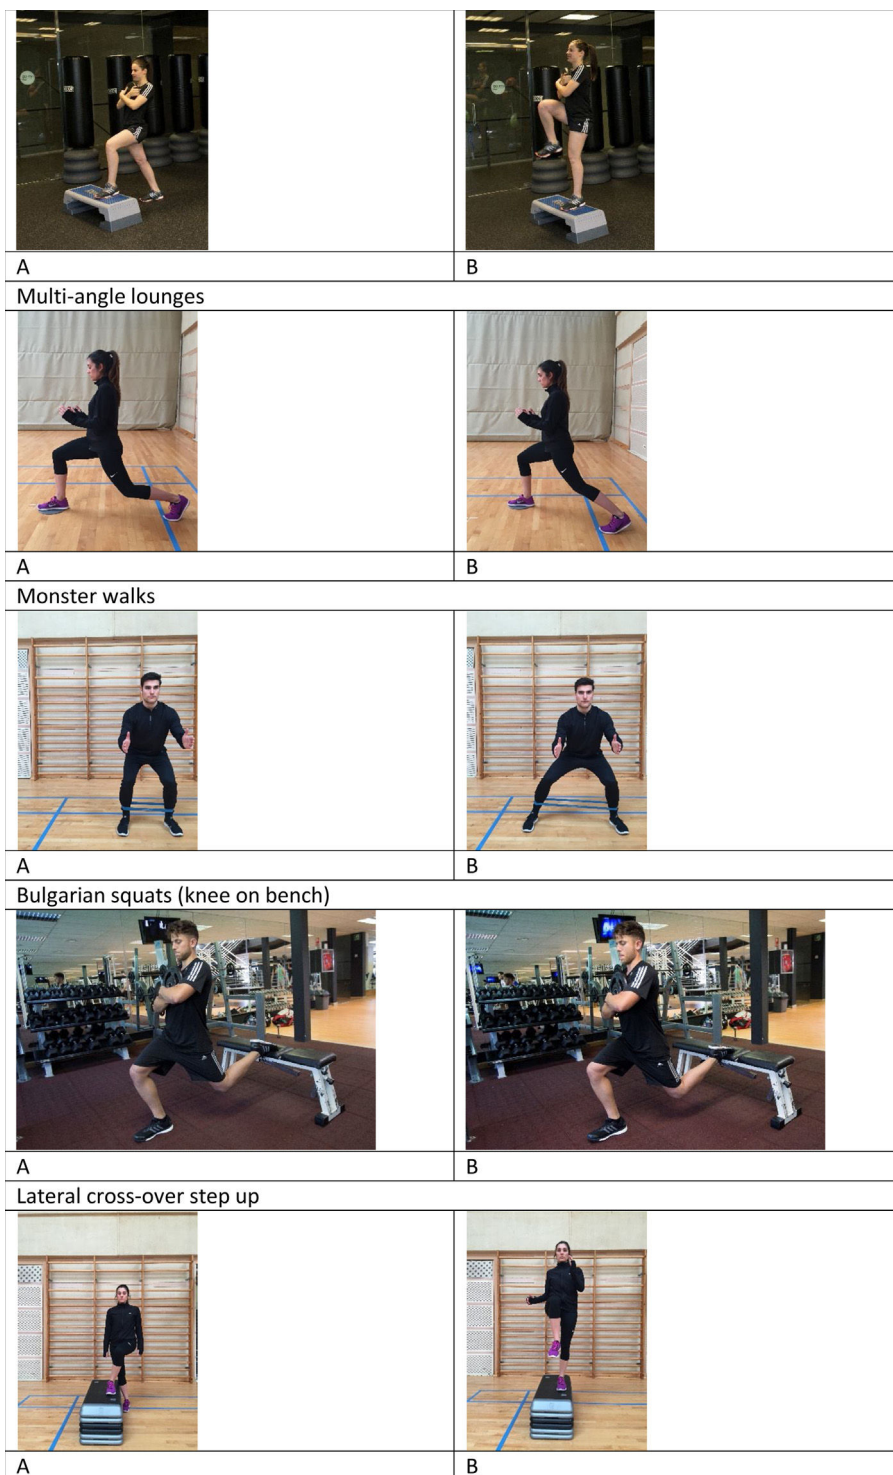 A B
Multi-angle lounges
A B
Monster walks
A B
Bulgarian squats (knee on bench)
A B
Lateral cross-over step up
A B